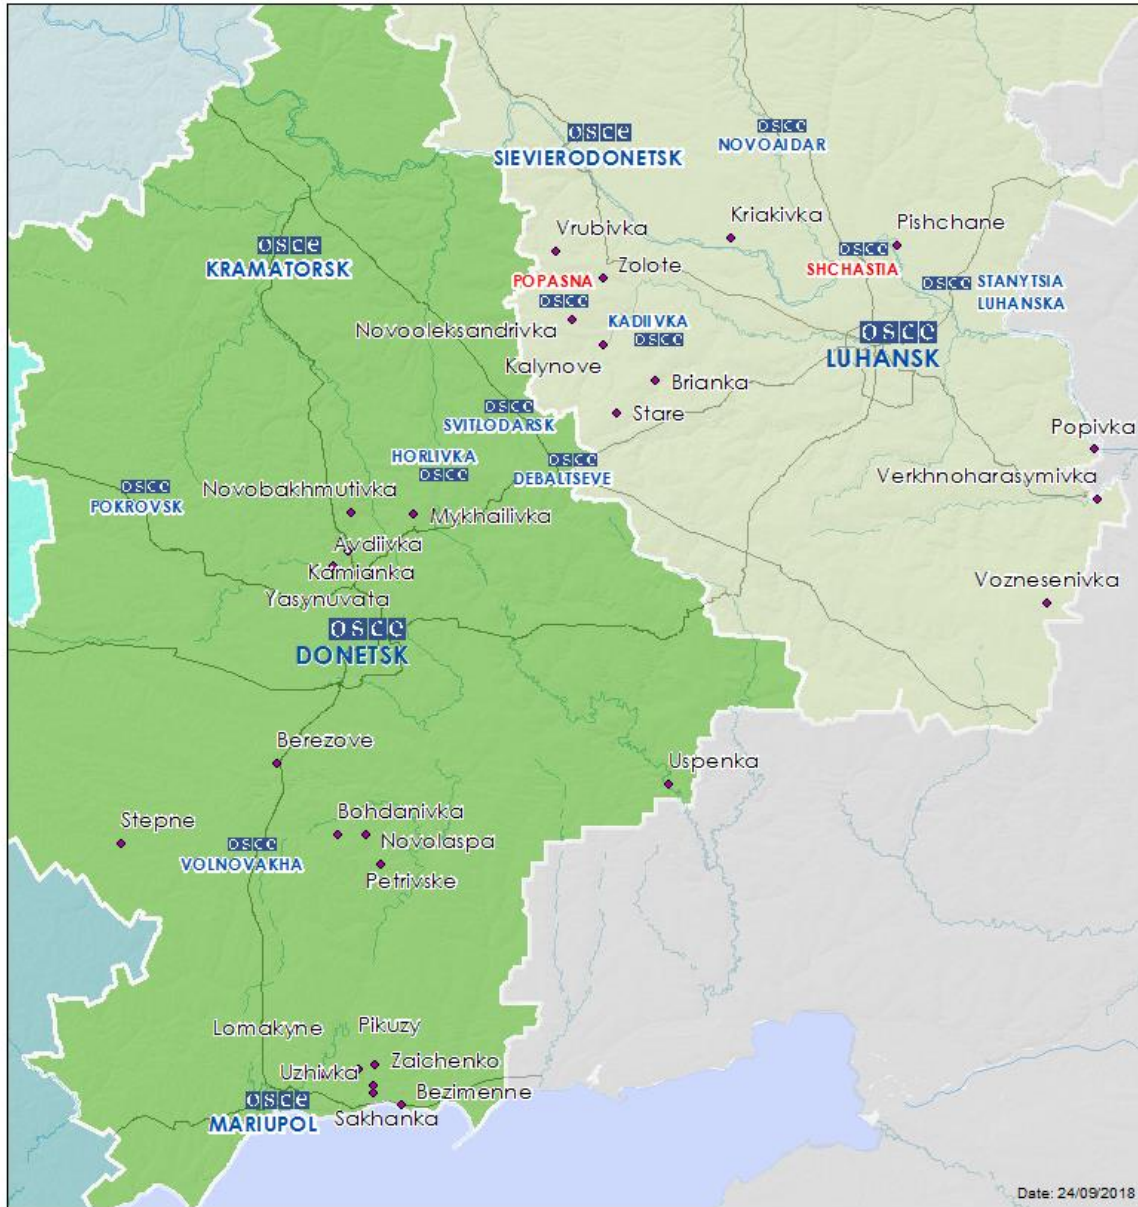 osce
SIEVIERODONETSK
osce
NOVOAIDAR
Vrubivka
Kriakivka
Pishchane
osce
KRAMATORSK
osce
SHCHASTIA
Zolote
POPASNA
osce
osce
STANYTSIA
LUHANSKA
Novooleksandrivka
KADIIVKA
osce
osce
LUHANSK
Kalynove
Brianka
osce
SVITLODARSK
Stare
Popivka
HORLIVKA
osce
osce
DEBALTSEVE
Verkhnoharasymivka
osce
POKROVSK
Novobakhmutivka
Mykhailivka
Avdiivka
Kamianka
Yasynuvata
Voznesenivka
osce
DONETSK
Berezove
Uspenka
Stepne
Bohdanivka
osce
VOLNOVAKHA
Novolaspa
Petrivske
Lomakyne
Pikuzy
Zaichenko
Uzhivka
osce
MARIUPOL
Bezimenne
Sakhanka
Date: 24/09/2018